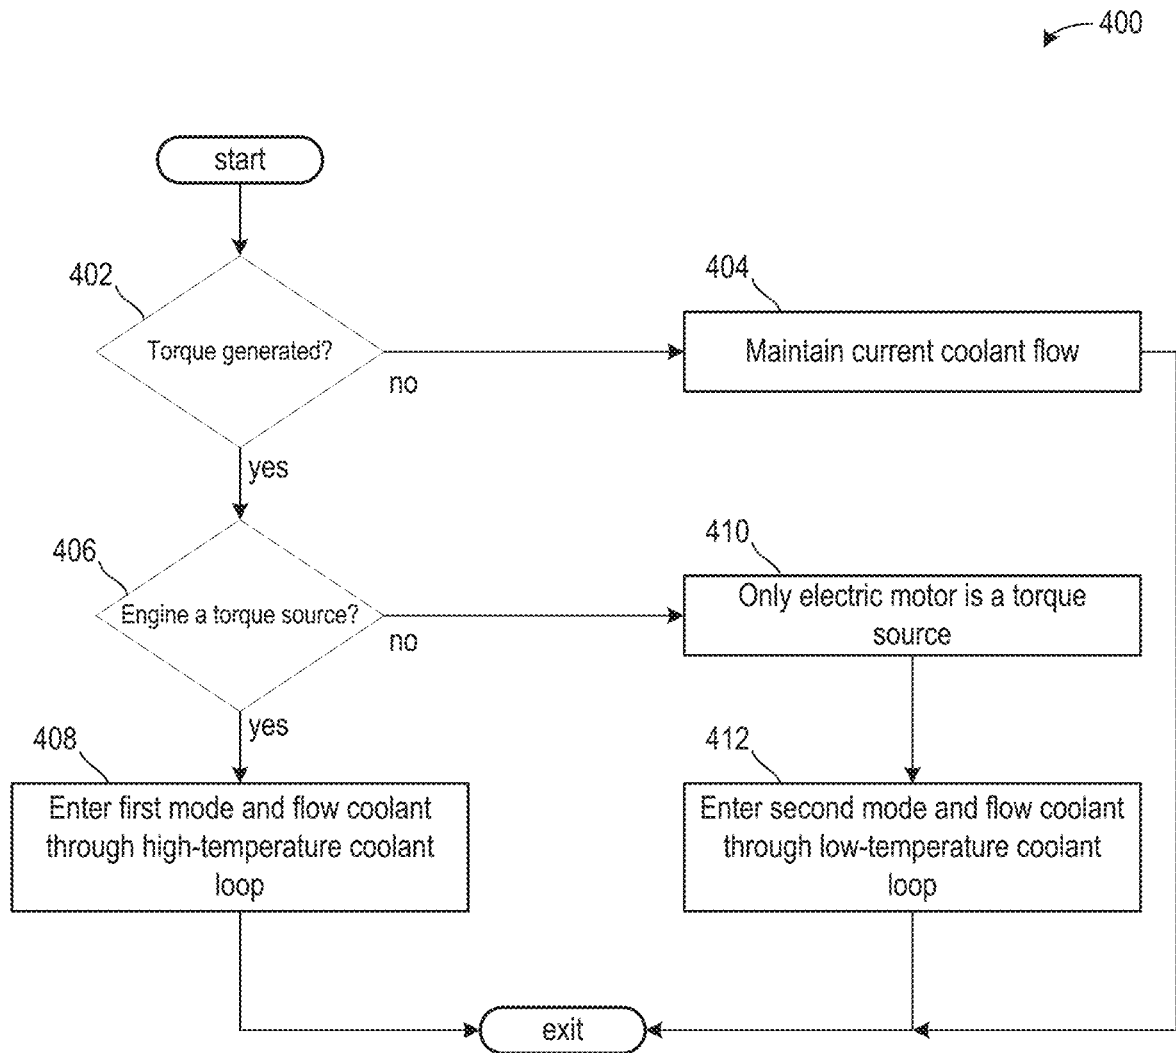 400
start
402
Torque generated?
no
yes
404
Maintain current coolant flow
406
Engine a torque source?
no
yes
410
Only electric motor is a torque
source
408
Enter first mode and flow coolant
through high-temperature coolant
loop
412
Enter second mode and flow coolant
through low-temperature coolant
loop
exit